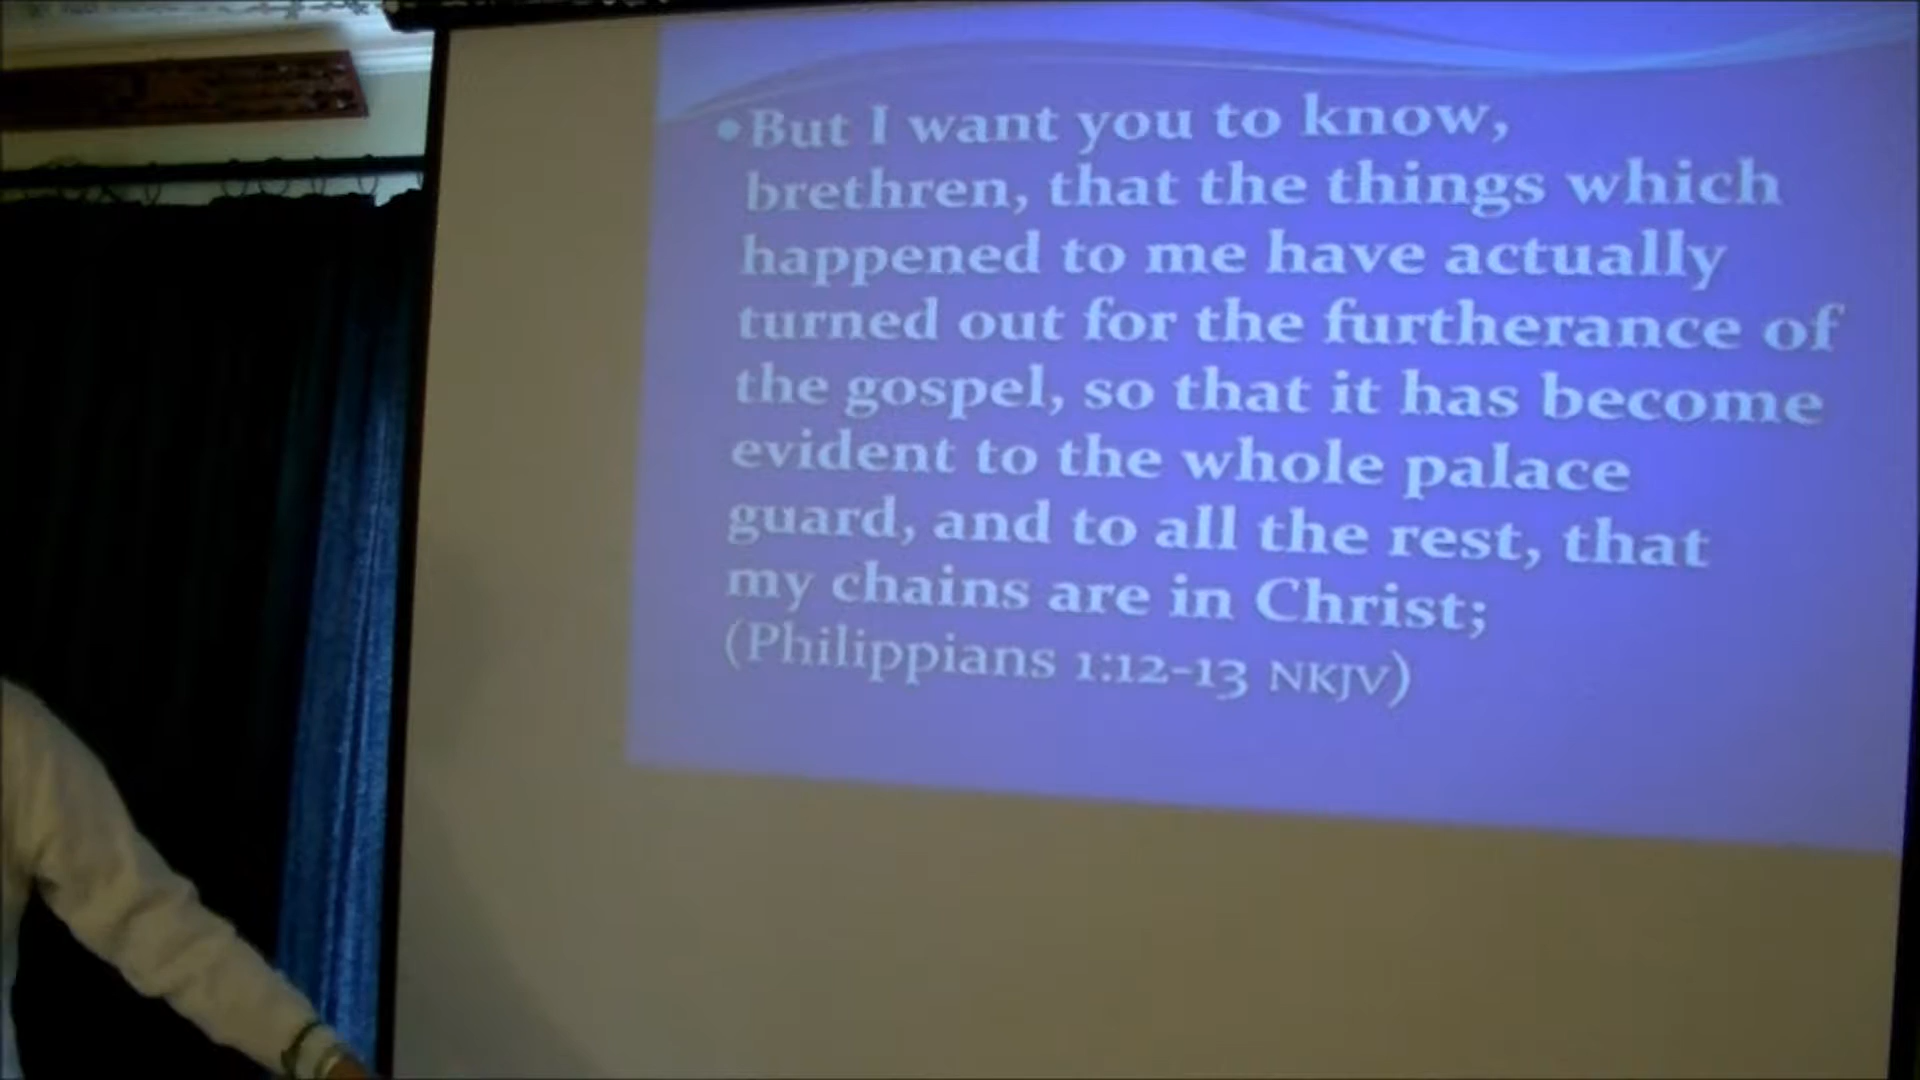 •But I want you to know,
brethren, that the things which
happened to me have actually
turned out for the furtherance of
the gospel, so that it has become
evident to the whole palace
guard, and to all the rest, that
my chains are in Christ;
(Philippians 1:12-13 NKJV)